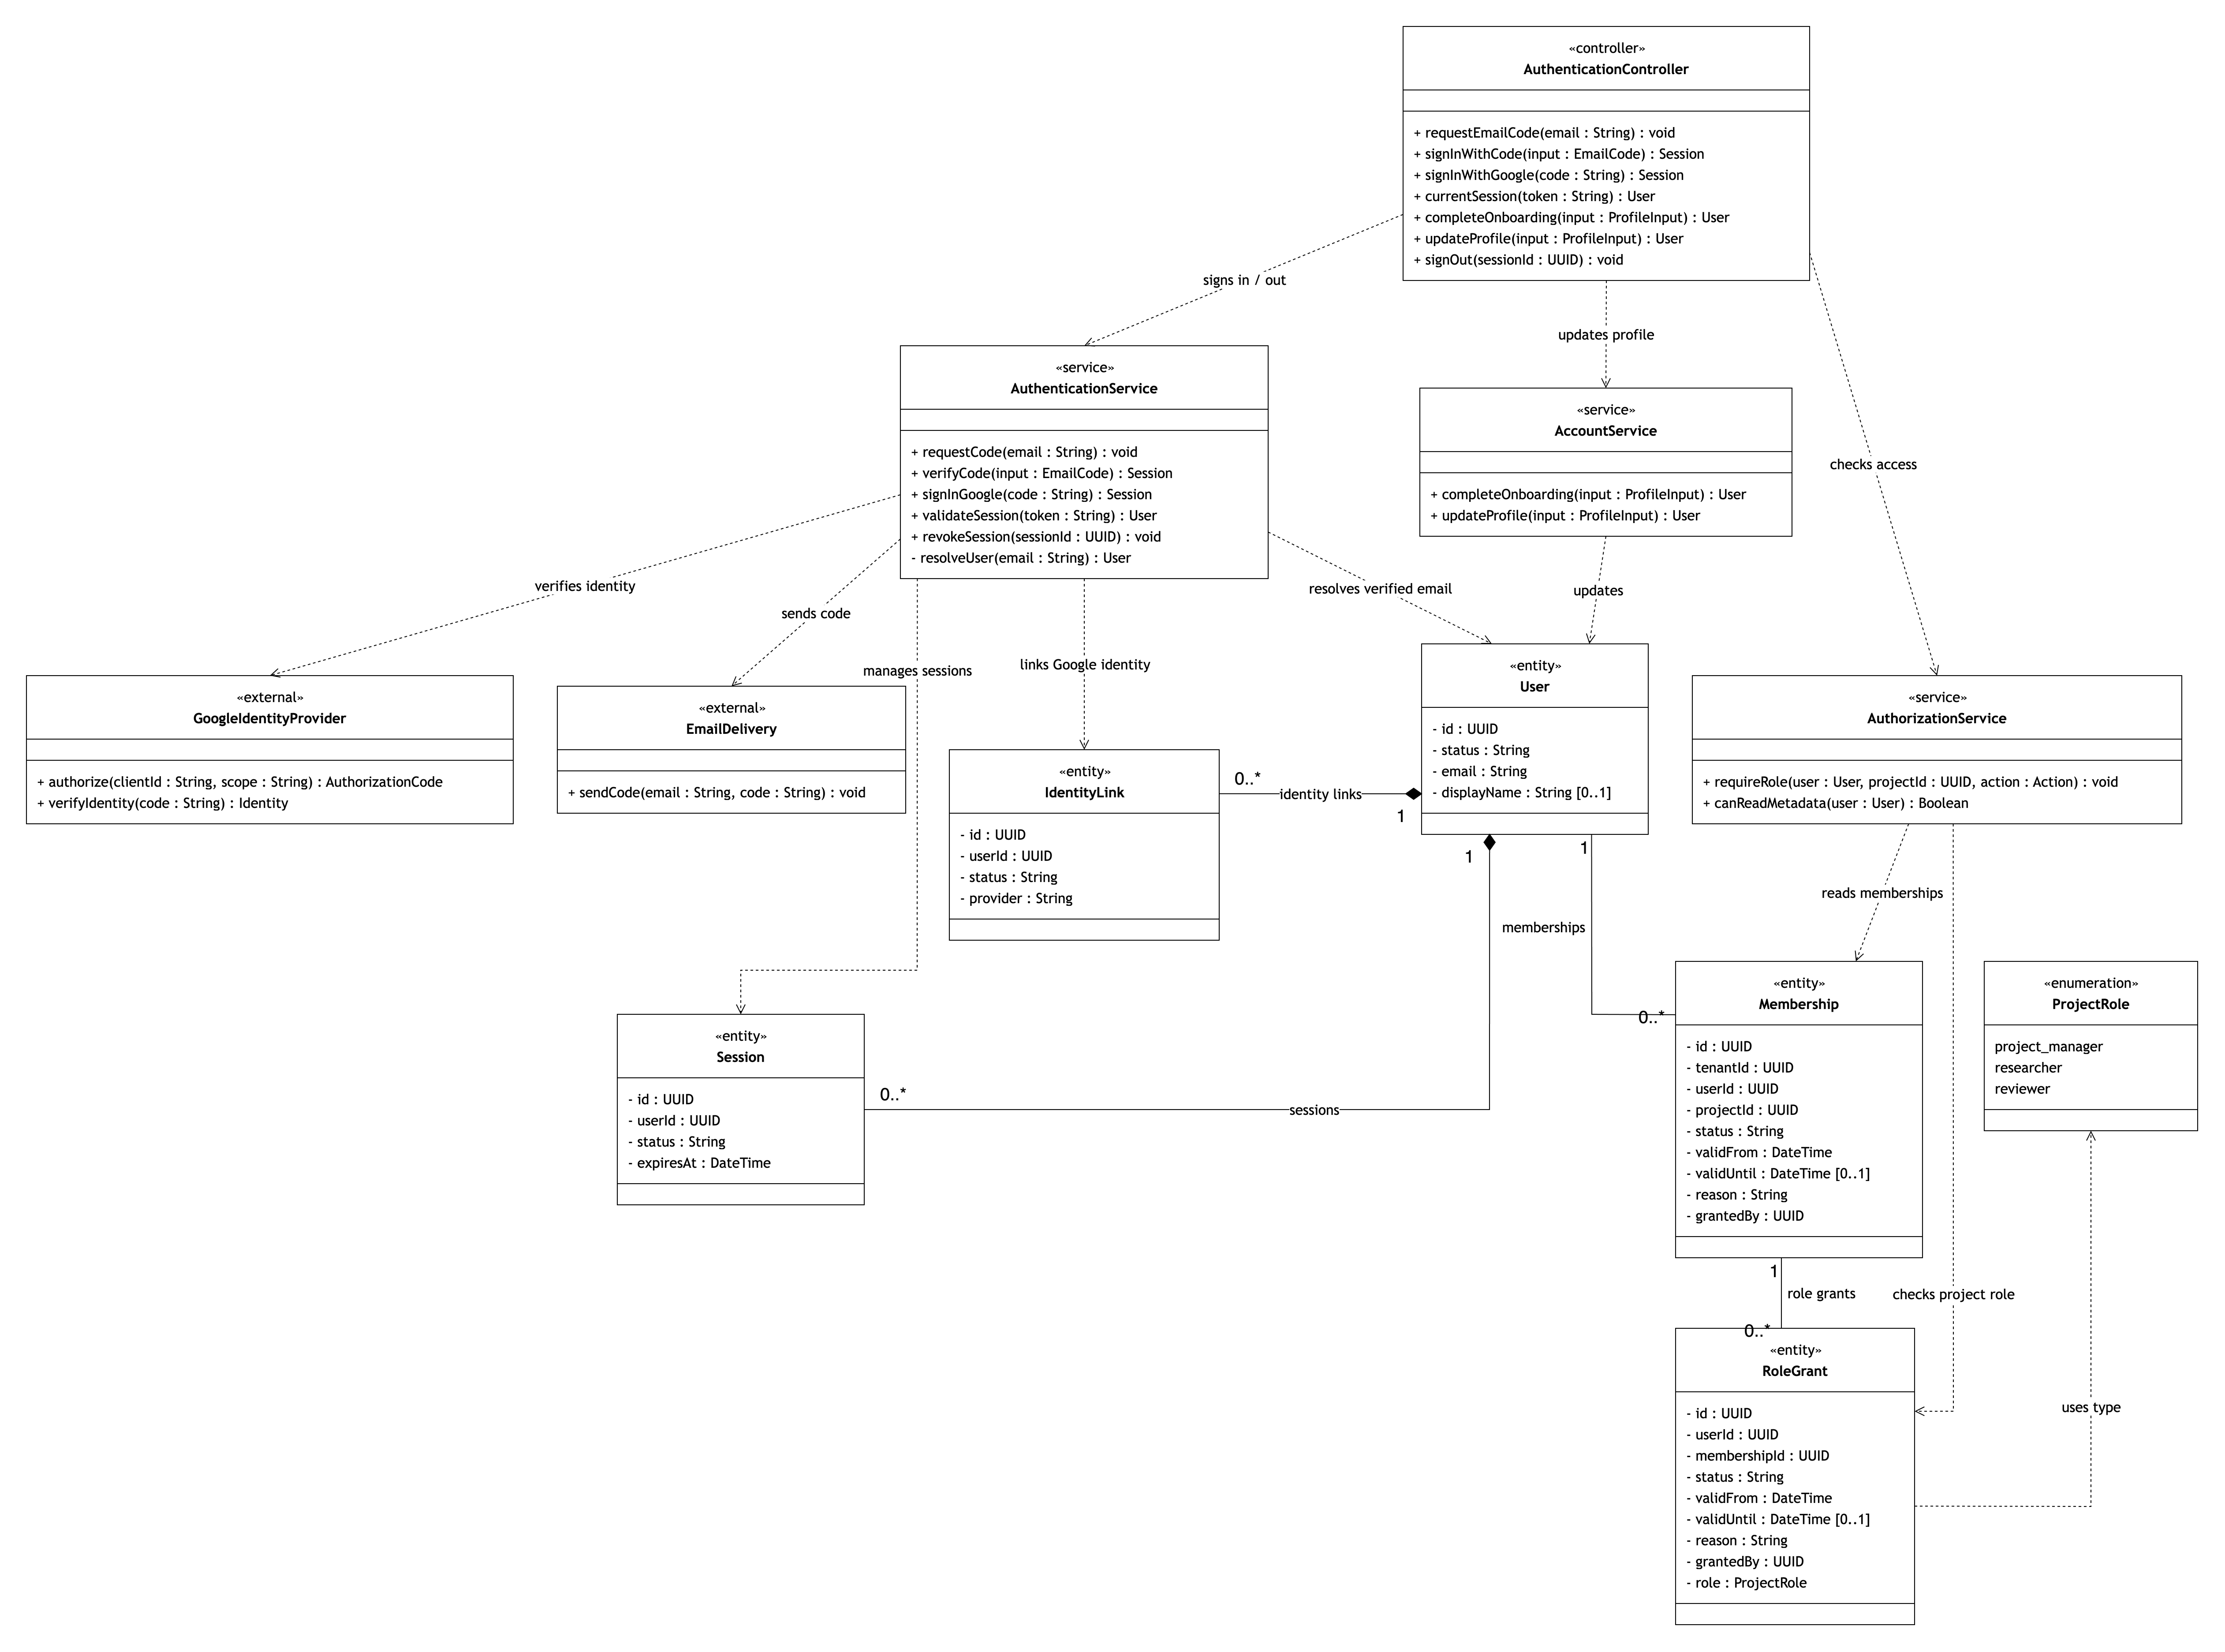 «controller»
AuthenticationController
+ requestEmailCode(email : String) : void
+ signInWithCode(input : EmailCode) : Session
+ signInWithGoogle(code : String) : Session
+ currentSession(token : String) : User
+ completeOnboarding(input : ProfileInput) : User
+ updateProfile(input : ProfileInput) : User
+ signOut(sessionId : UUID) : void
signs in / out
updates profile
checks access
«service»
AuthenticationService
+ requestCode(email : String) : void
+ verifyCode(input : EmailCode) : Session
+ signInGoogle(code : String) : Session
+ validateSession(token : String) : User
+ revokeSession(sessionId : UUID) : void
- resolveUser(email : String) : User
«service»
AccountService
+ completeOnboarding(input : ProfileInput) : User
+ updateProfile(input : ProfileInput) : User
verifies identity
sends code
manages sessions
links Google identity
resolves verified email
updates
«external»
GoogleIdentityProvider
+ authorize(clientId : String, scope : String) : AuthorizationCode
+ verifyIdentity(code : String) : Identity
«external»
EmailDelivery
+ sendCode(email : String, code : String) : void
«entity»
IdentityLink
- id : UUID
- userId : UUID
- status : String
- provider : String
0..*
identity links
1
«entity»
User
- id : UUID
- status : String
- email : String
- displayName : String [0..1]
1
1
«service»
AuthorizationService
+ requireRole(user : User, projectId : UUID, action : Action) : void
+ canReadMetadata(user : User) : Boolean
reads memberships
memberships
0..*
«entity»
Session
- id : UUID
- userId : UUID
- status : String
- expiresAt : DateTime
0..*
sessions
«entity»
Membership
- id : UUID
- tenantId : UUID
- userId : UUID
- projectId : UUID
- status : String
- validFrom : DateTime
- validUntil : DateTime [0..1]
- reason : String
- grantedBy : UUID
«enumeration»
ProjectRole
project_manager
researcher
reviewer
1
role grants
0..*
checks project role
uses type
«entity»
RoleGrant
- id : UUID
- userId : UUID
- membershipId : UUID
- status : String
- validFrom : DateTime
- validUntil : DateTime [0..1]
- reason : String
- grantedBy : UUID
- role : ProjectRole